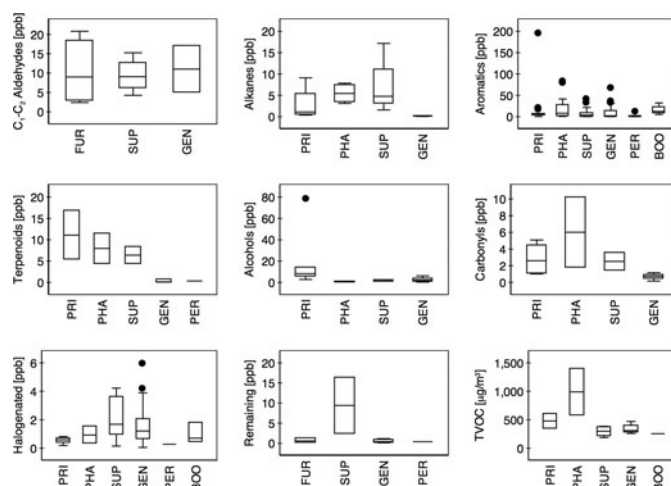 C₁-C₂ Aldehydes [ppb]
25
20
15
10
5
0
FUR SUP GEN
Alkanes [ppb]
20
15
10
5
0
PRI PHA SUP GEN
Aromatics [ppb]
250
200
150
100
50
0
PRI PHA SUP GEN PER BOO
Terpenoids [ppb]
20
15
10
5
0
PRI PHA SUP GEN PER
Alcohols [ppb]
100
80
60
40
20
0
PRI PHA SUP GEN
Carbonyls [ppb]
10
8
6
4
2
0
PRI PHA SUP GEN
Halogenated [ppb]
6
4
2
0
PRI PHA SUP GEN PER BOO
Remaining [ppb]
20
15
10
5
0
FUR SUP GEN PER
TVOC [µg/m³]
1,500
1,000
500
0
PRI PHA SUP GEN BOO